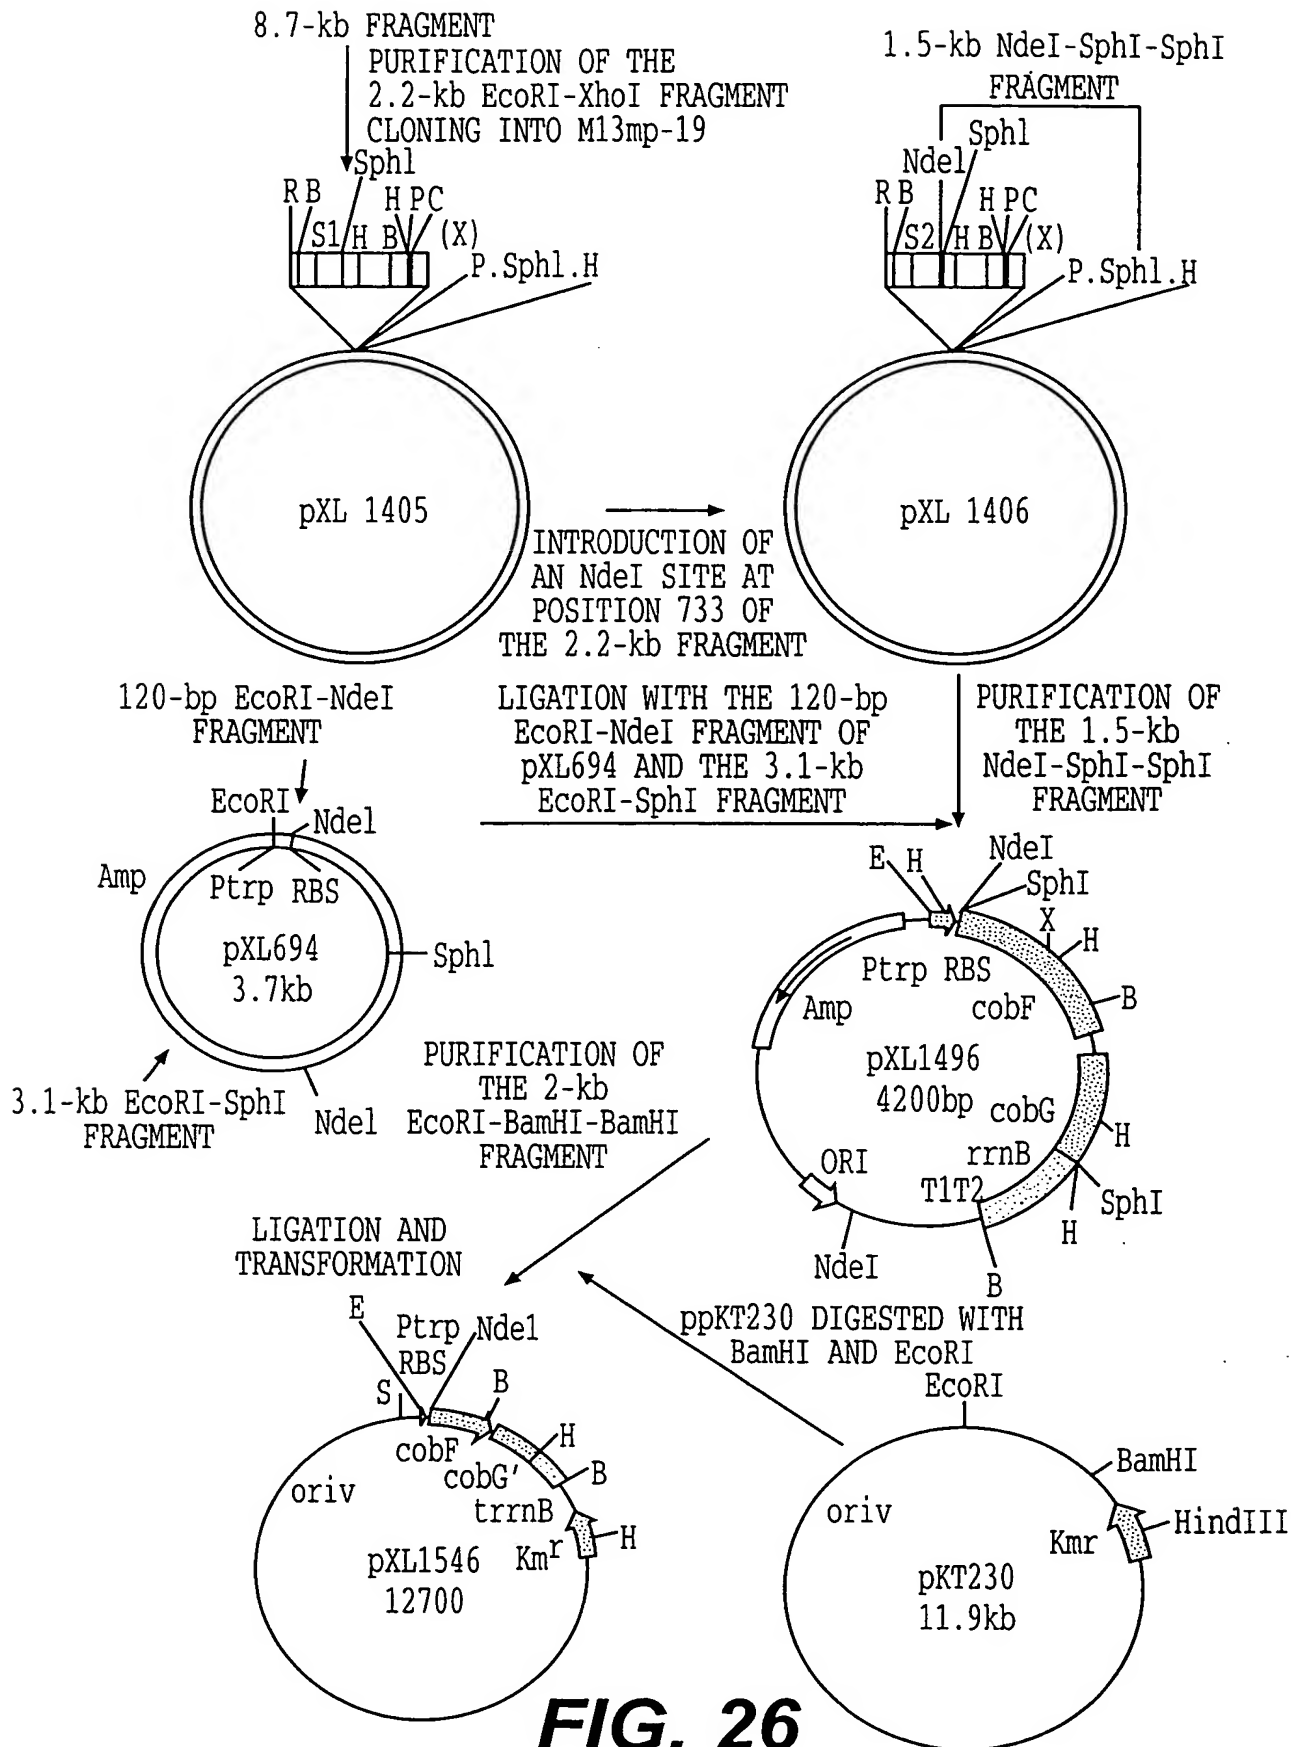 8.7-kb FRAGMENT
PURIFICATION OF THE
2.2-kb EcoRI-XhoI FRAGMENT
CLONING INTO M13mp-19
Sphl
R B
H P C
S1 H B (X)
P.Sphl.H
pXL 1405
1.5-kb NdeI-SphI-SphI
FRAGMENT
Sphl
Ndel
R B
H P C
S2 H B (X)
P.Sphl.H
pXL 1406
INTRODUCTION OF
AN NdeI SITE AT
POSITION 733 OF
THE 2.2-kb FRAGMENT
120-bp EcoRI-NdeI
FRAGMENT
LIGATION WITH THE 120-bp
EcoRI-NdeI FRAGMENT OF
pXL694 AND THE 3.1-kb
EcoRI-SphI FRAGMENT
PURIFICATION OF
THE 1.5-kb
NdeI-SphI-SphI
FRAGMENT
EcoRI
Ndel
Amp
Ptrp RBS
pXL694
3.7kb
Sphl
3.1-kb EcoRI-SphI
FRAGMENT
Ndel
E H
NdeI
SphI
X
H
B
Ptrp RBS
Amp
cobF
pXL1496
4200bp
cobG
H
rrnB
ORI
T1T2
SphI
H
NdeI
B
PURIFICATION OF
THE 2-kb
EcoRI-BamHI-BamHI
FRAGMENT
LIGATION AND
TRANSFORMATION
E
Ptrp
RBS
Ndel
S
B
cobF
H
cobG'
B
oriv
trrnB
Kmr
H
pXL1546
12700
ppKT230 DIGESTED WITH
BamHI AND EcoRI
EcoRI
BamHI
oriv
HindIII
Kmr
pKT230
11.9kb
FIG. 26